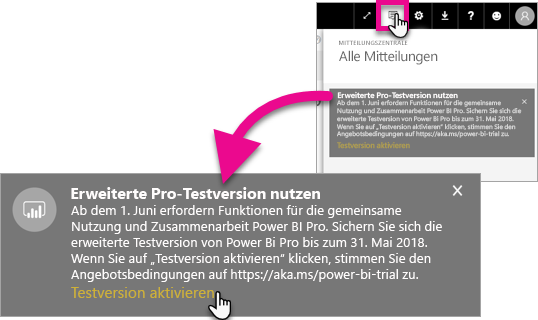 ?
MITTEILUNGSZENTRALE
Alle Mitteilungen
Erweiterte Pro-Testversion nutzen
Ab dem 1. Juni erfordern Funktionen für die gemeinsame
Nutzung und Zusammenarbeit Power BI Pro. Sichern Sie sich die
erweiterte Testversion von Power Bi Pro bis zum 31. Mai 2018.
Wenn Sie auf „Testversion aktivieren" klicken, stimmen Sie den
Angebotsbedingungen auf https://aka.ms/power-bi-trial zu.
Testversion aktivieren
Erweiterte Pro-Testversion nutzen
Ab dem 1. Juni erfordern Funktionen für die gemeinsame
Nutzung und Zusammenarbeit Power BI Pro. Sichern Sie sich die
erweiterte Testversion von Power Bi Pro bis zum 31. Mai 2018.
Wenn Sie auf „Testversion aktivieren" klicken, stimmen Sie den
Angebotsbedingungen auf https://aka.ms/power-bi-trial zu.
Testversion aktivieren